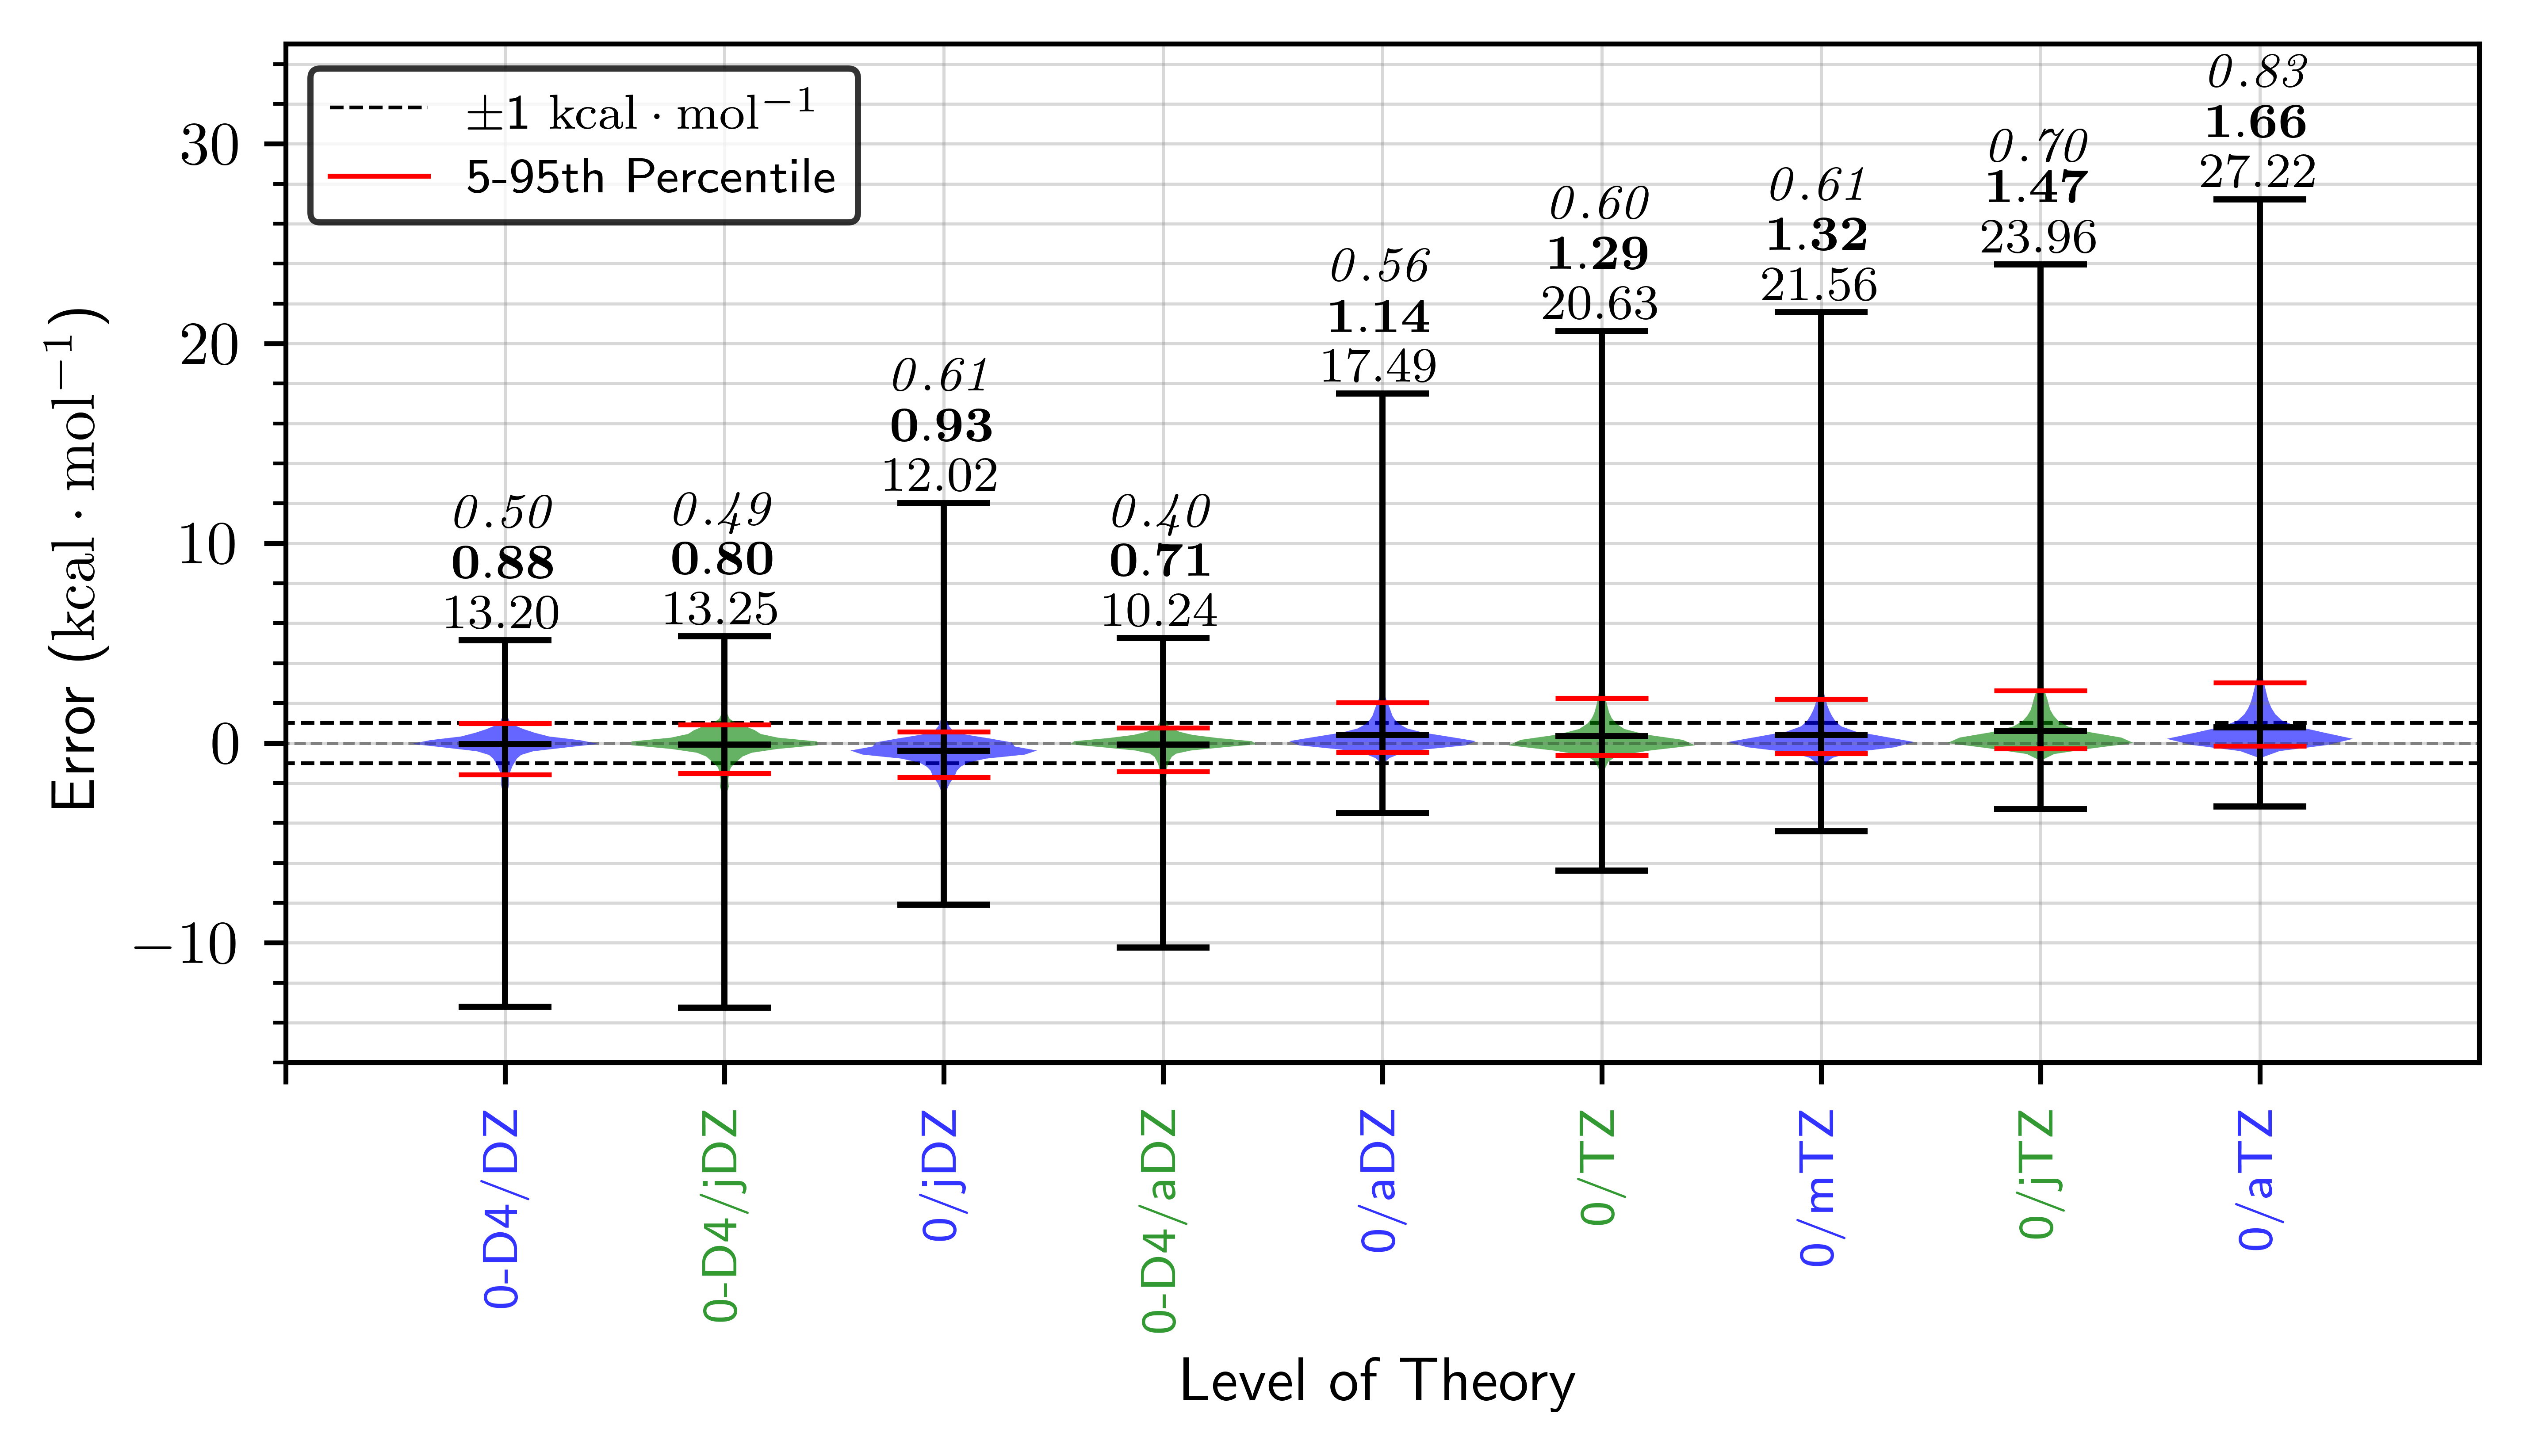 ±1 kcal · mol⁻¹
5-95th Percentile
Error (kcal · mol⁻¹)
30
20
10
0
−10
0.50
0.88
13.20
0.49
0.80
13.25
0.61
0.93
12.02
0.40
0.71
10.24
0.56
1.14
17.49
0.60
1.29
20.63
0.61
1.32
21.56
0.70
1.47
23.96
0.83
1.66
27.22
0-D4/DZ
0-D4/jDZ
0/jDZ
0-D4/aDZ
0/aDZ
0/TZ
0/mTZ
0/jTZ
0/aTZ
Level of Theory